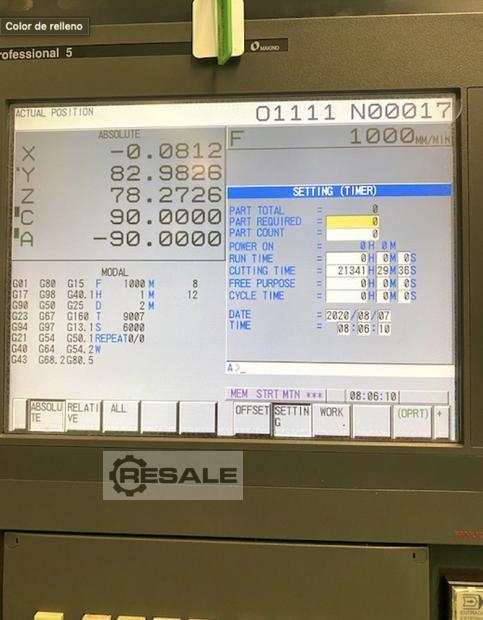 Color de relleno
rofessional 5
MAKINO
ACTUAL POSITION
O1111 N00017
ABSOLUTE
X -0.0812
Y 82.9826
Z 78.2726
C 90.0000
A -90.0000
F 1000 MM/MIN
SETTING (TIMER)
PART TOTAL = 0
PART REQUIRED = 0
PART COUNT = 0
POWER ON = 0H 0M
RUN TIME = 0H 0M 0S
CUTTING TIME = 21341H29M36S
FREE PURPOSE = 0H 0M 0S
CYCLE TIME = 0H 0M 0S
DATE = 2020/08/07
TIME = 08:06:10
MODAL
G01 G80 G15 F 1000 M 8
G17 G98 G40.1 H 1 M 12
G90 G50 G25 D 2 M
G23 G67 G160 T 9007
G94 G97 G13.1 S 6000
G21 G54 G50.1 REPEAT 0/0
G40 G64 G54.2 W
G43 G68.2 G80.5
A>_
MEM STRT MTN *** 08:06:10
ABSOLUTE RELATIVE ALL
OFFSET SETTING WORK (OPRT) +
RESALE